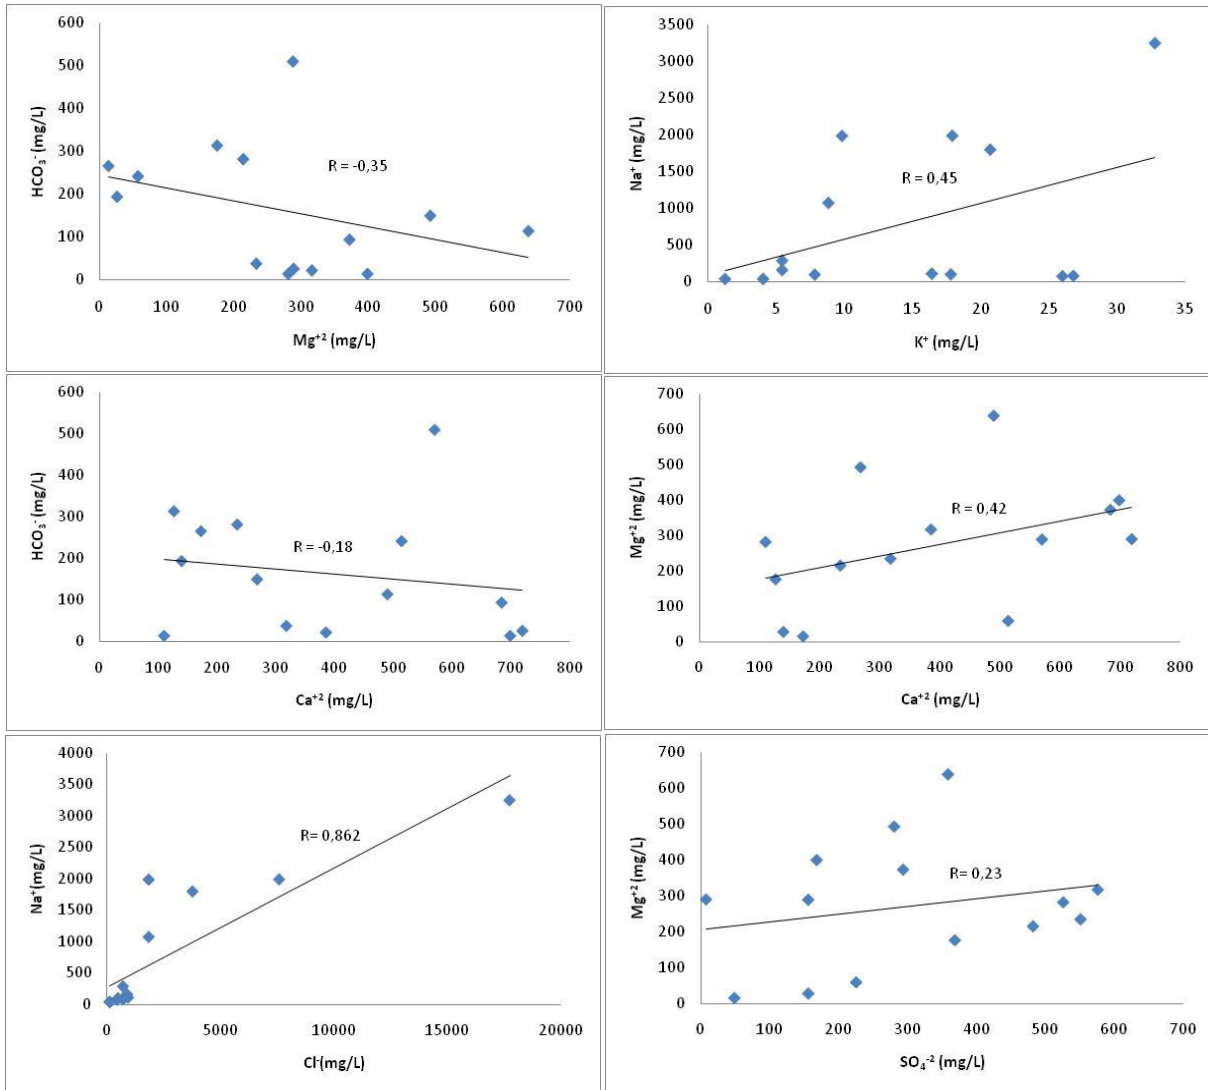 600
500
400
300
200
100
0
HCO₃⁻ (mg/L)
R = -0,35
0 100 200 300 400 500 600 700
Mg⁺² (mg/L)
3500
3000
2500
2000
1500
1000
500
0
Na⁺ (mg/L)
R = 0,45
0 5 10 15 20 25 30 35
K⁺ (mg/L)
600
500
400
300
200
100
0
HCO₃⁻ (mg/L)
R = -0,18
0 100 200 300 400 500 600 700 800
Ca⁺² (mg/L)
700
600
500
400
300
200
100
0
Mg⁺² (mg/L)
R = 0,42
0 100 200 300 400 500 600 700 800
Ca⁺² (mg/L)
4000
3500
3000
2500
2000
1500
1000
500
0
Na⁺(mg/L)
R= 0,862
0 5000 10000 15000 20000
Cl⁻(mg/L)
700
600
500
400
300
200
100
0
Mg⁺² (mg/L)
R= 0,23
0 100 200 300 400 500 600 700
SO₄⁻² (mg/L)